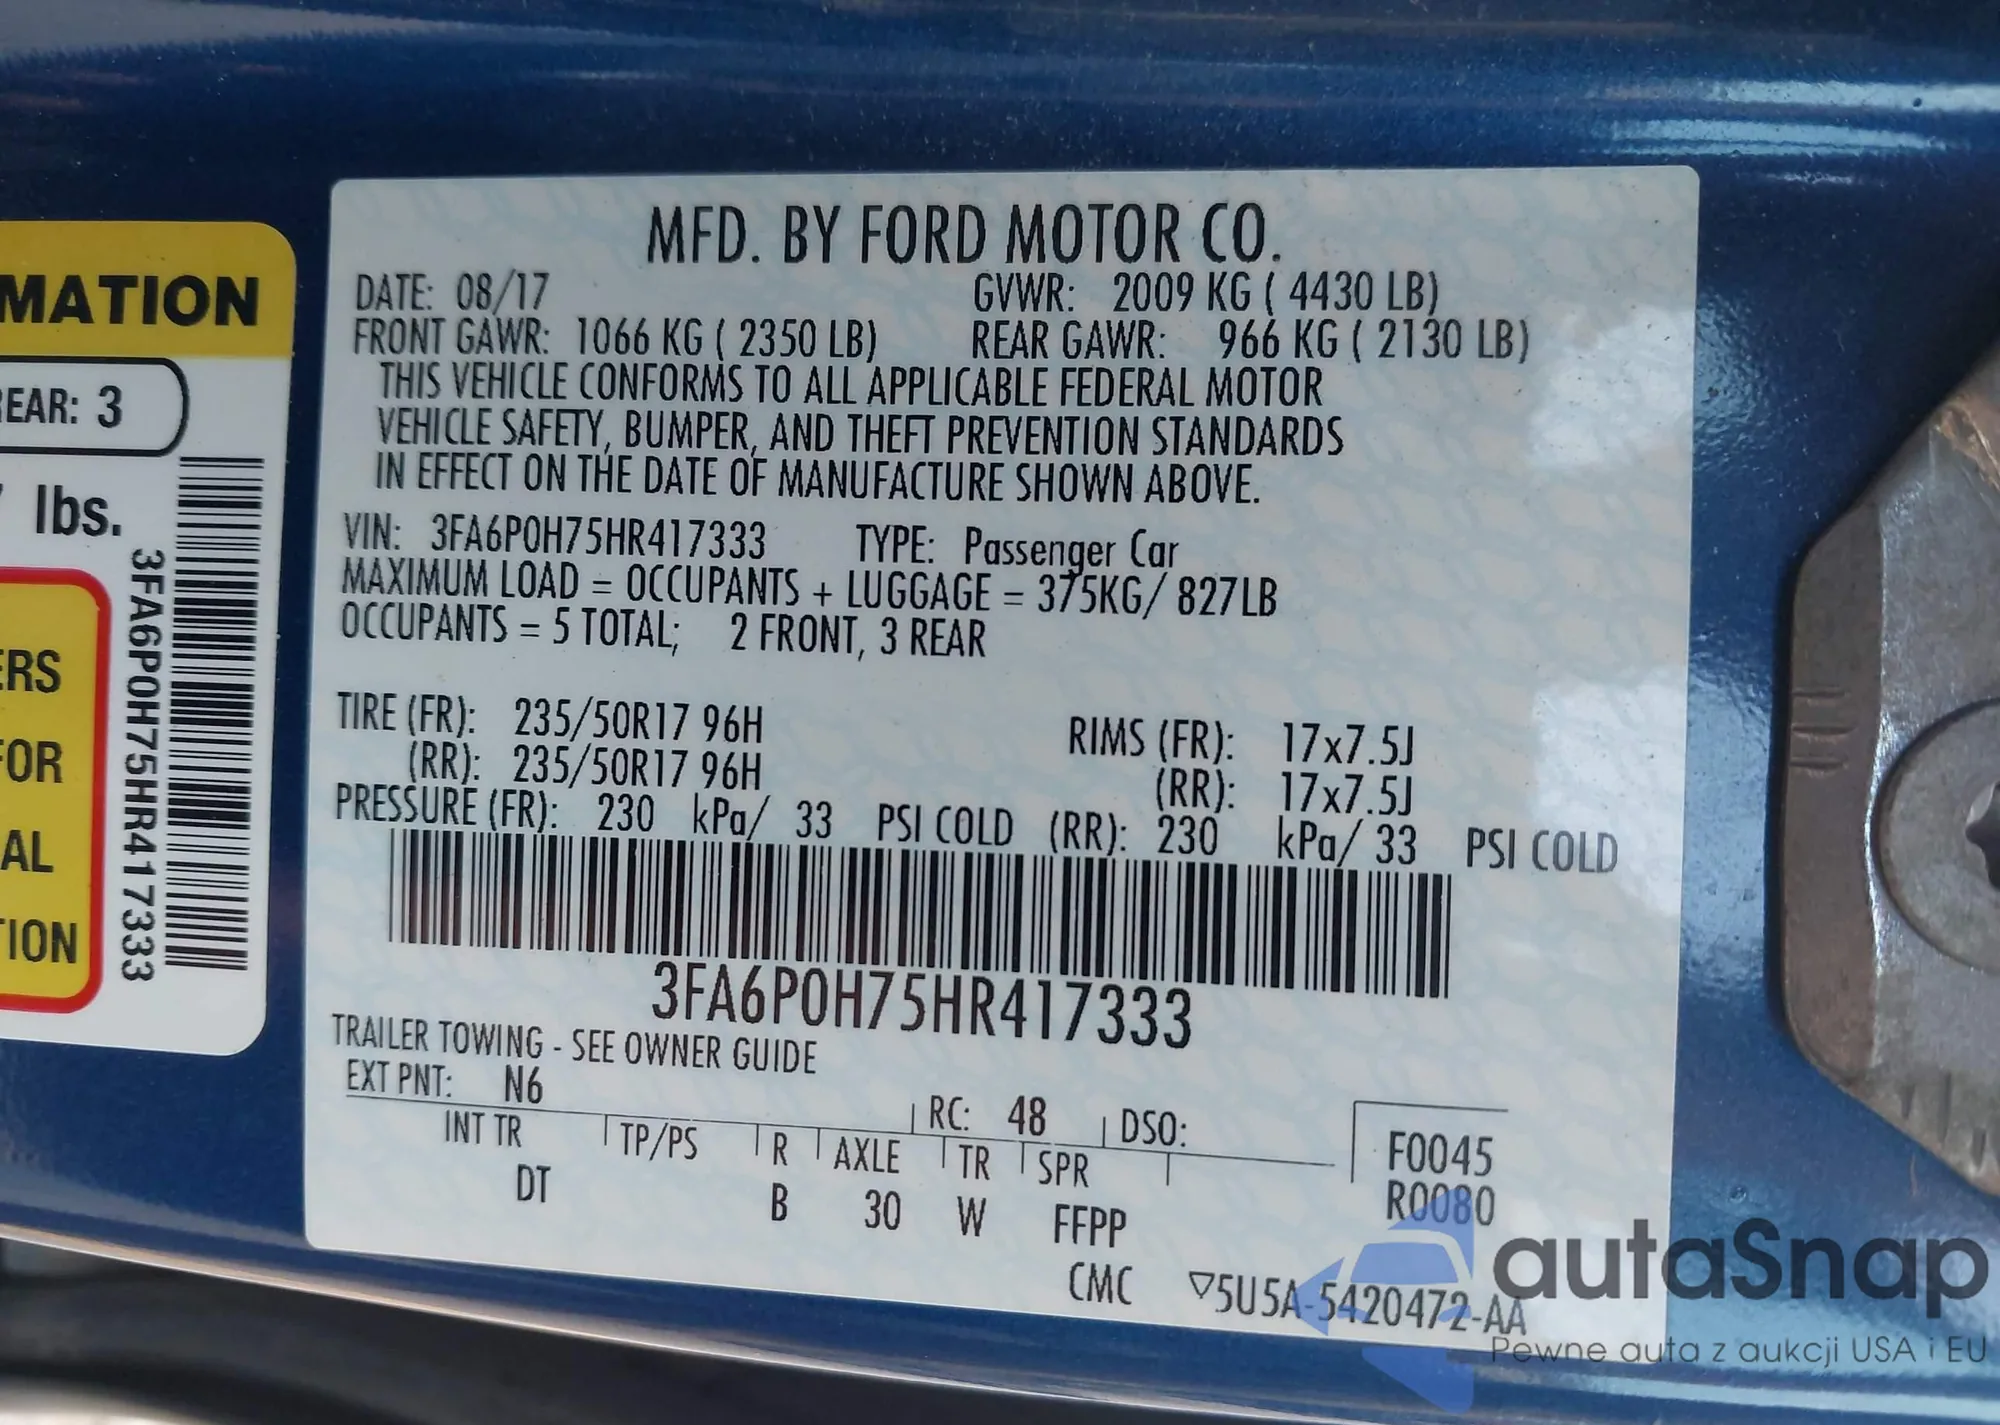 MATION
REAR: 3
lbs.
ERS
FOR
AL
TION
3FA6P0H75HR417333
MFD. BY FORD MOTOR CO.
DATE: 08/17 GVWR: 2009 KG ( 4430 LB)
FRONT GAWR: 1066 KG ( 2350 LB) REAR GAWR: 966 KG ( 2130 LB)
THIS VEHICLE CONFORMS TO ALL APPLICABLE FEDERAL MOTOR
VEHICLE SAFETY, BUMPER, AND THEFT PREVENTION STANDARDS
IN EFFECT ON THE DATE OF MANUFACTURE SHOWN ABOVE.
VIN: 3FA6P0H75HR417333 TYPE: Passenger Car
MAXIMUM LOAD = OCCUPANTS + LUGGAGE = 375KG/ 827LB
OCCUPANTS = 5 TOTAL; 2 FRONT, 3 REAR
TIRE (FR): 235/50R17 96H RIMS (FR): 17x7.5J
(RR): 235/50R17 96H (RR): 17x7.5J
PRESSURE (FR): 230 kPa/ 33 PSI COLD (RR): 230 kPa/ 33 PSI COLD
3FA6P0H75HR417333
TRAILER TOWING - SEE OWNER GUIDE
EXT PNT: N6 RC: 48 DSO:
INT TR TP/PS R AXLE TR SPR F0045
DT B 30 W FFPP R0080
CMC ▽5U5A-5420472-AA
autaSnap
Pewne auta z aukcji USA i EU